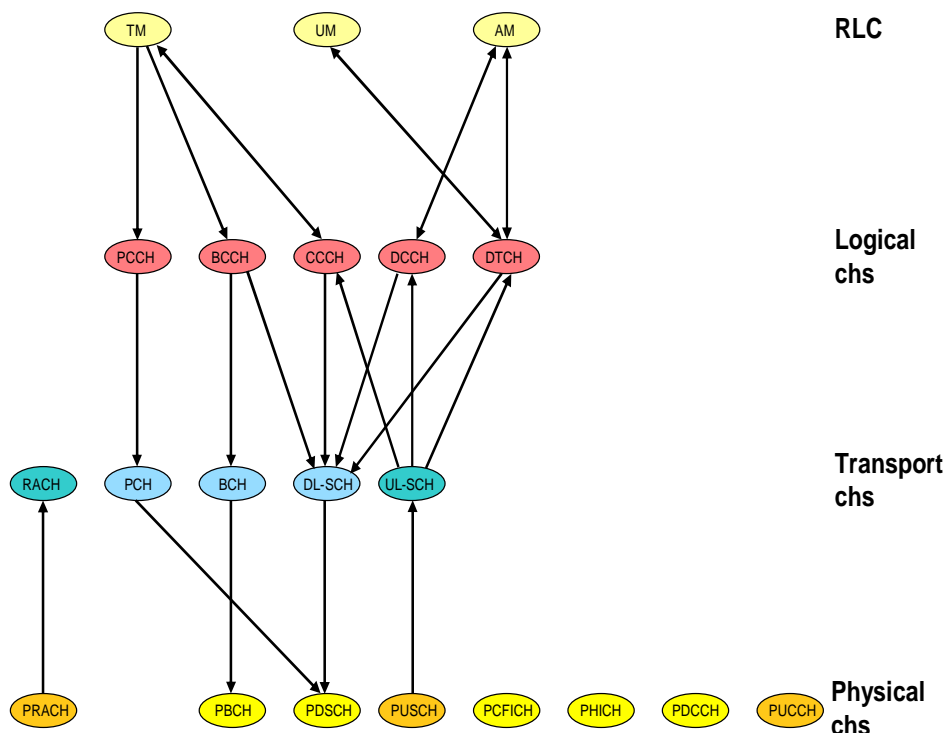 TM UM AM RLC
PCCH BCCH CCCH DCCH DTCH Logical
chs
RACH PCH BCH DL-SCH UL-SCH Transport
chs
PRACH PBCH PDSCH PUSCH PCFICH PHICH PDCCH PUCCH Physical
chs